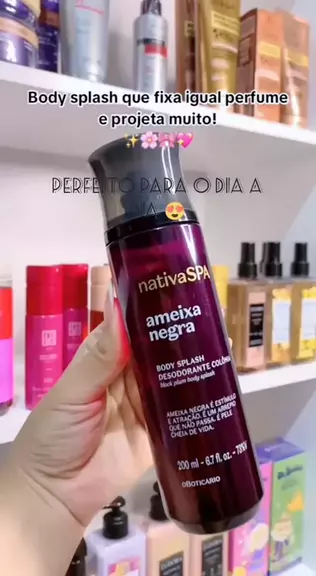 Body splash que fixa igual perfume
e projeta muito!
✨🌸🌸💖
PERFEITO PARA O DIA A
DIA 😍
nativaSPA
ameixa
negra
BODY SPLASH
DESODORANTE COLÔNIA
black plum body splash
AMEIXA NEGRA É ESTÍMULO
E ATRAÇÃO. É UM ARREPIO
QUE NÃO PASSA. É PELE
CHEIA DE VIDA.
200 ml - 6.7 fl. oz.
OBOTICÁRIO